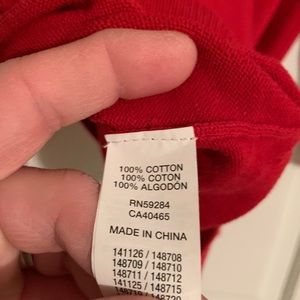 100% COTTON
100% COTON
100% ALGODÓN
RN59284
CA40465
MADE IN CHINA
141126 / 148708
148709 / 148710
148711 / 148712
141125 / 148715